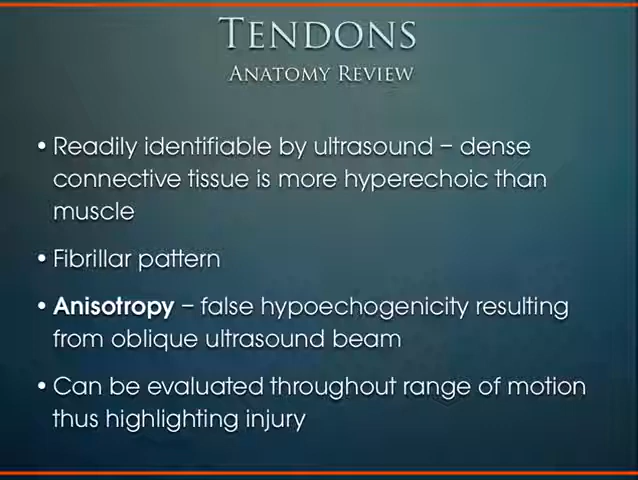 Tendons
Anatomy Review
• Readily identifiable by ultrasound – dense
connective tissue is more hyperechoic than
muscle
• Fibrillar pattern
• Anisotropy – false hypoechogenicity resulting
from oblique ultrasound beam
• Can be evaluated throughout range of motion
thus highlighting injury